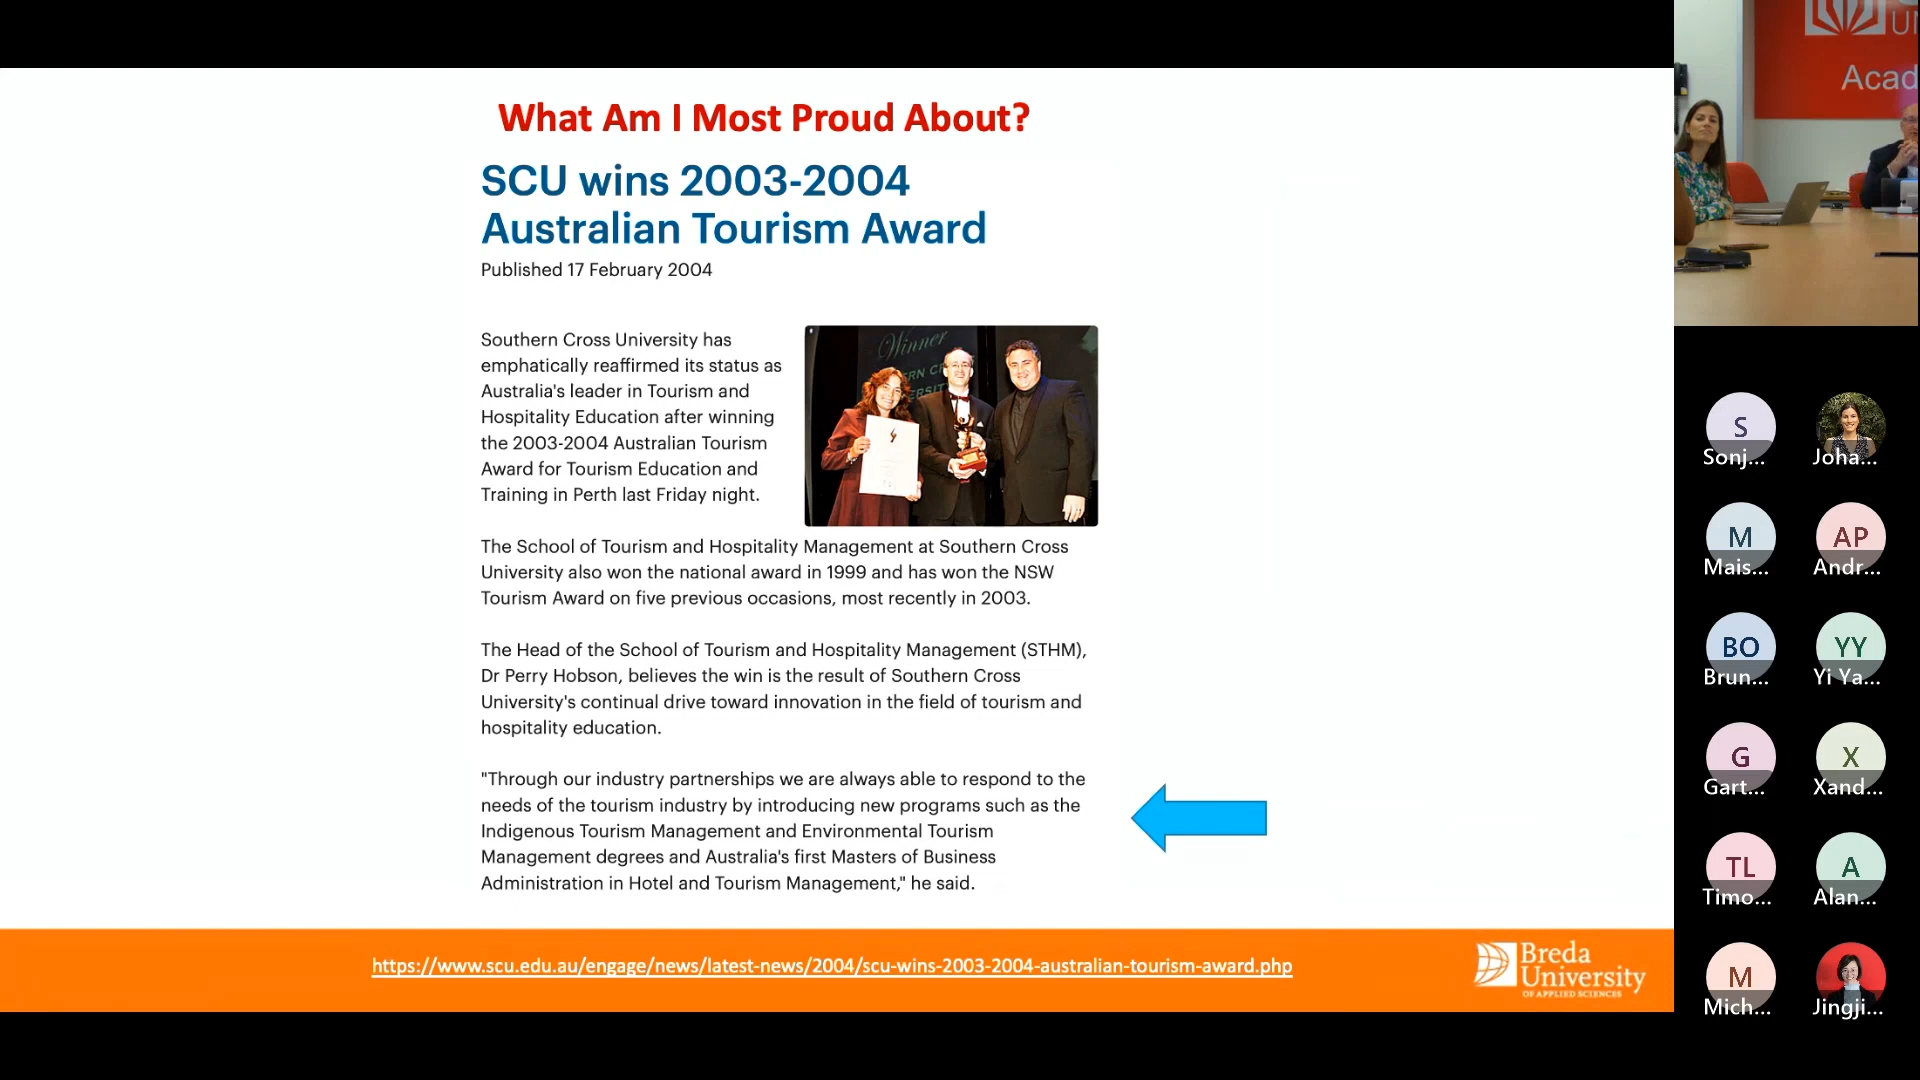 What Am I Most Proud About?
SCU wins 2003-2004
Australian Tourism Award
Published 17 February 2004
Southern Cross University has
emphatically reaffirmed its status as
Australia's leader in Tourism and
Hospitality Education after winning
the 2003-2004 Australian Tourism
Award for Tourism Education and
Training in Perth last Friday night.
Winner
The School of Tourism and Hospitality Management at Southern Cross
University also won the national award in 1999 and has won the NSW
Tourism Award on five previous occasions, most recently in 2003.
The Head of the School of Tourism and Hospitality Management (STHM),
Dr Perry Hobson, believes the win is the result of Southern Cross
University's continual drive toward innovation in the field of tourism and
hospitality education.
"Through our industry partnerships we are always able to respond to the
needs of the tourism industry by introducing new programs such as the
Indigenous Tourism Management and Environmental Tourism
Management degrees and Australia's first Masters of Business
Administration in Hotel and Tourism Management," he said.
https://www.scu.edu.au/engage/news/latest-news/2004/scu-wins-2003-2004-australian-tourism-award.php
Breda
University
OF APPLIED SCIENCES
UN
Acad
S
Sonj...
Joha...
M
Mais...
AP
Andr...
BO
Brun...
YY
Yi Ya...
G
Gart...
X
Xand...
TL
Timo...
A
Alan...
M
Mich...
Jingji...